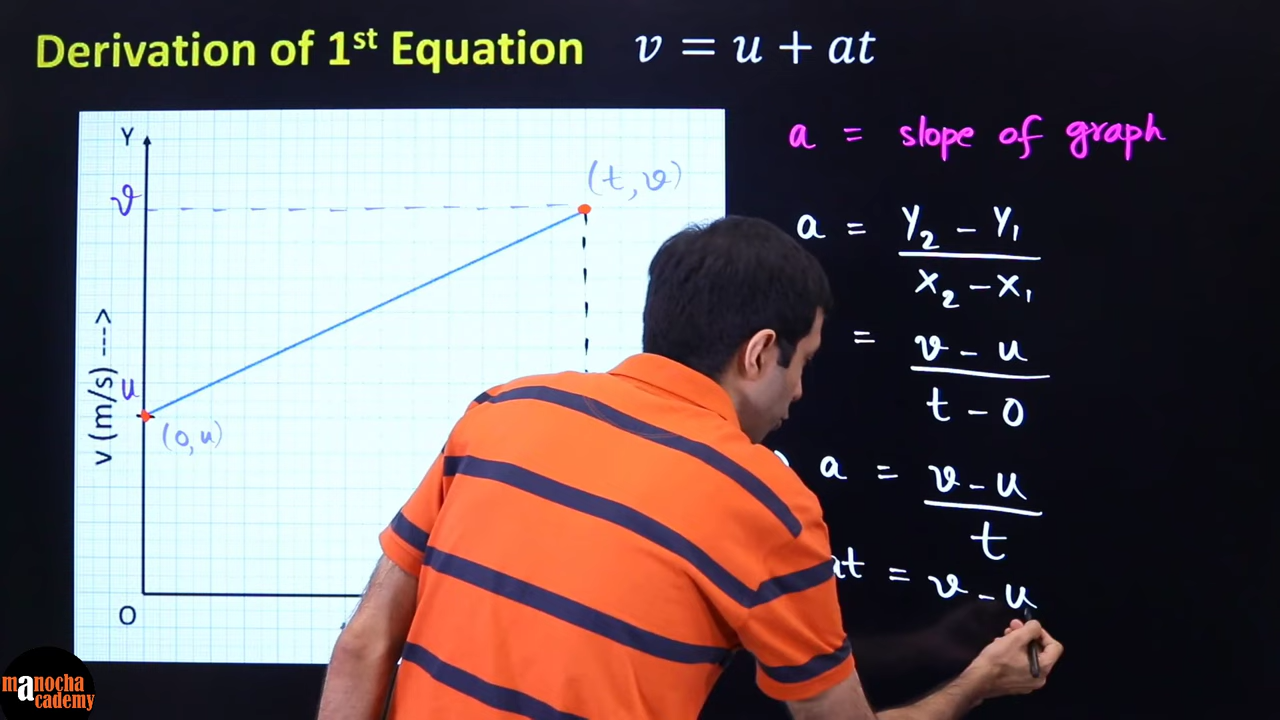 Derivation of 1st Equation v = u + at
Y
v
(t, v)
u
(0, u)
v (m/s) --->
O
a = slope of graph
a = Y2 - Y1
X2 - X1
= v - u
t - 0
a = v - u
t
at = v - u
manocha
academy